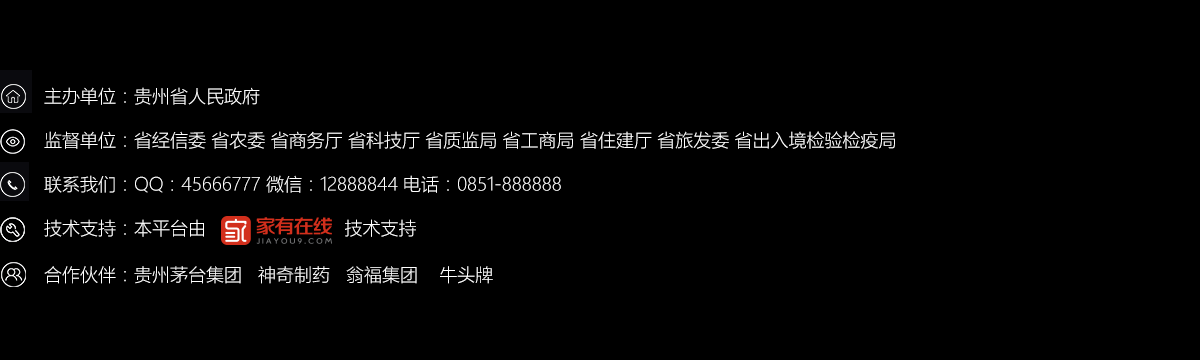 主办单位：贵州省人民政府
监督单位：省经信委 省农委 省商务厅 省科技厅 省质监局 省工商局 省住建厅 省旅发委 省出入境检验检疫局
联系我们：QQ：45666777 微信：12888844 电话：0851-888888
技术支持：本平台由 家 家有在线 JIAYOU9.COM 技术支持
合作伙伴：贵州茅台集团 神奇制药 翁福集团 牛头牌